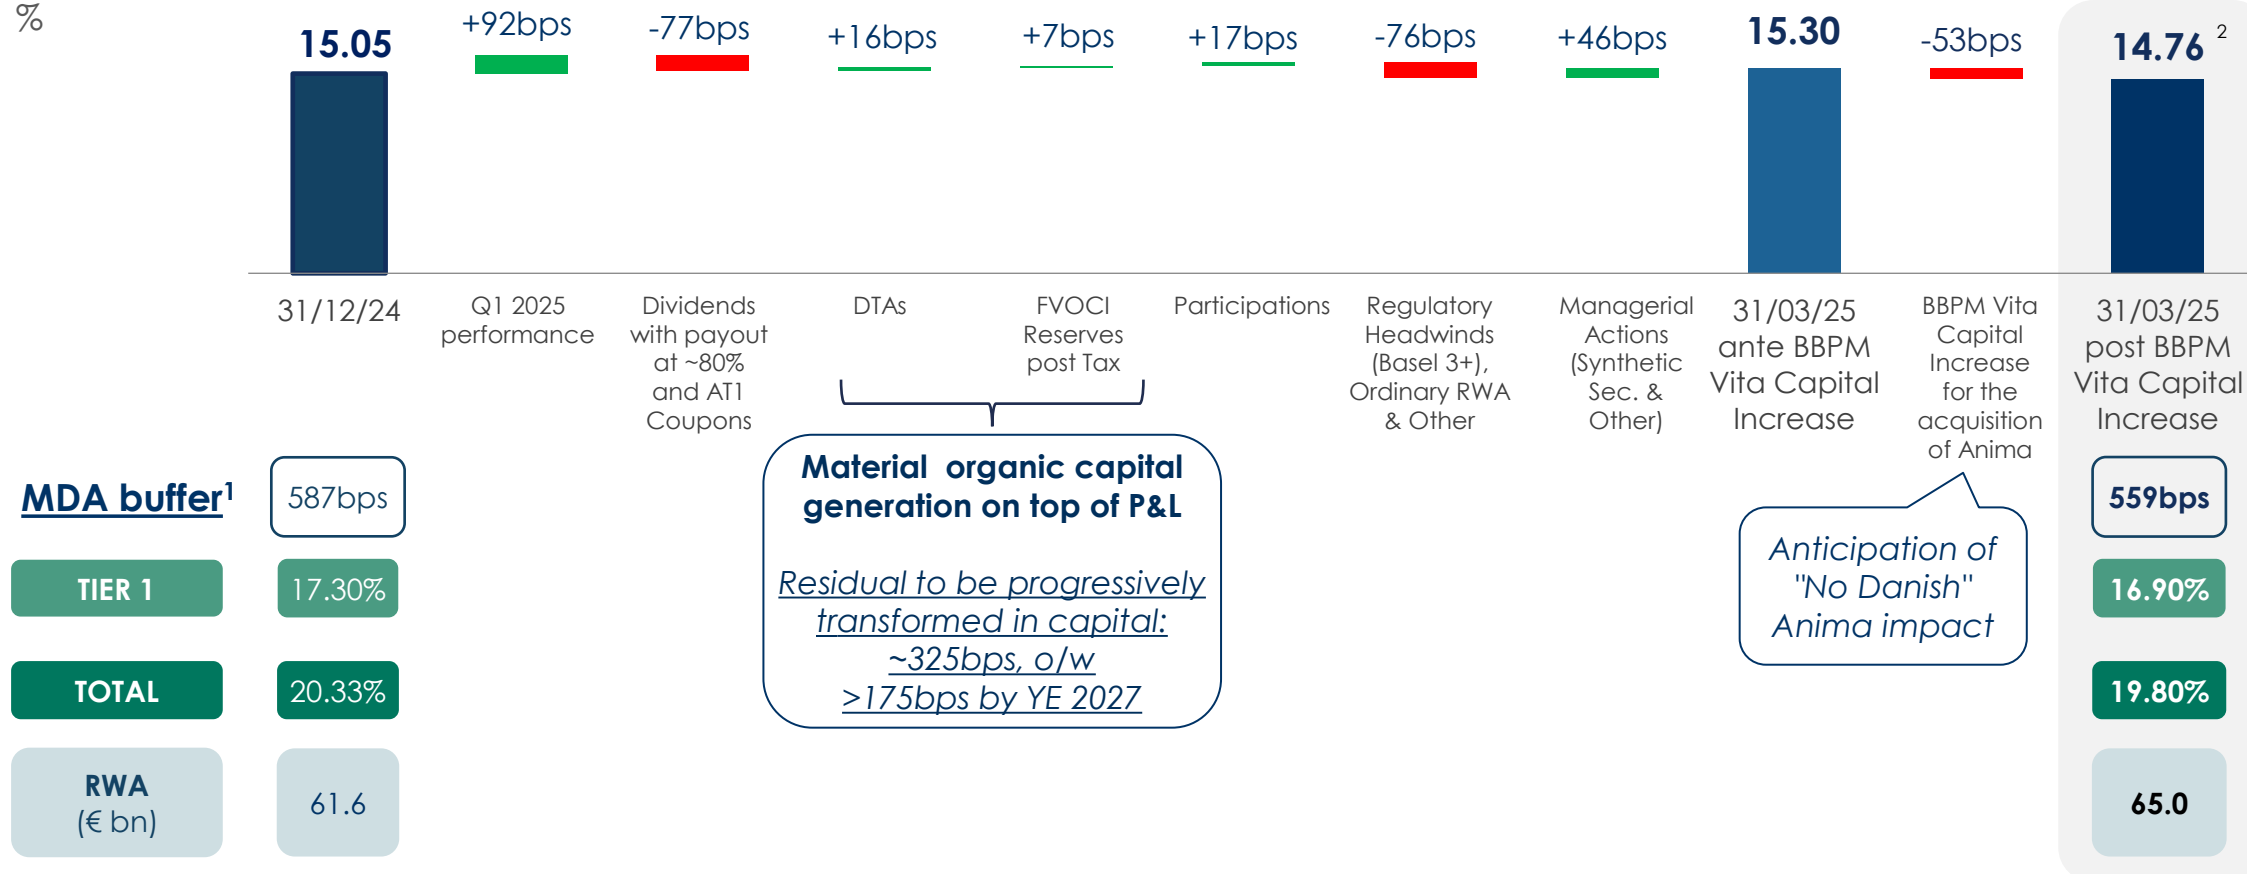 %
15.05
+92bps
-77bps
+16bps
+7bps
+17bps
-76bps
+46bps
15.30
-53bps
14.76 2
31/12/24
Q1 2025
performance
Dividends
with payout
at ~80%
and AT1
Coupons
DTAs
FVOCI
Reserves
post Tax
Participations
Regulatory
Headwinds
(Basel 3+),
Ordinary RWA
& Other
Managerial
Actions
(Synthetic
Sec. &
Other)
31/03/25
ante BBPM
Vita Capital
Increase
BBPM Vita
Capital
Increase
for the
acquisition
of Anima
31/03/25
post BBPM
Vita Capital
Increase
Material organic capital
generation on top of P&L
Residual to be progressively
transformed in capital:
~325bps, o/w
>175bps by YE 2027
Anticipation of
"No Danish"
Anima impact
MDA buffer1
587bps
559bps
TIER 1
17.30%
16.90%
TOTAL
20.33%
19.80%
RWA
(€ bn)
61.6
65.0